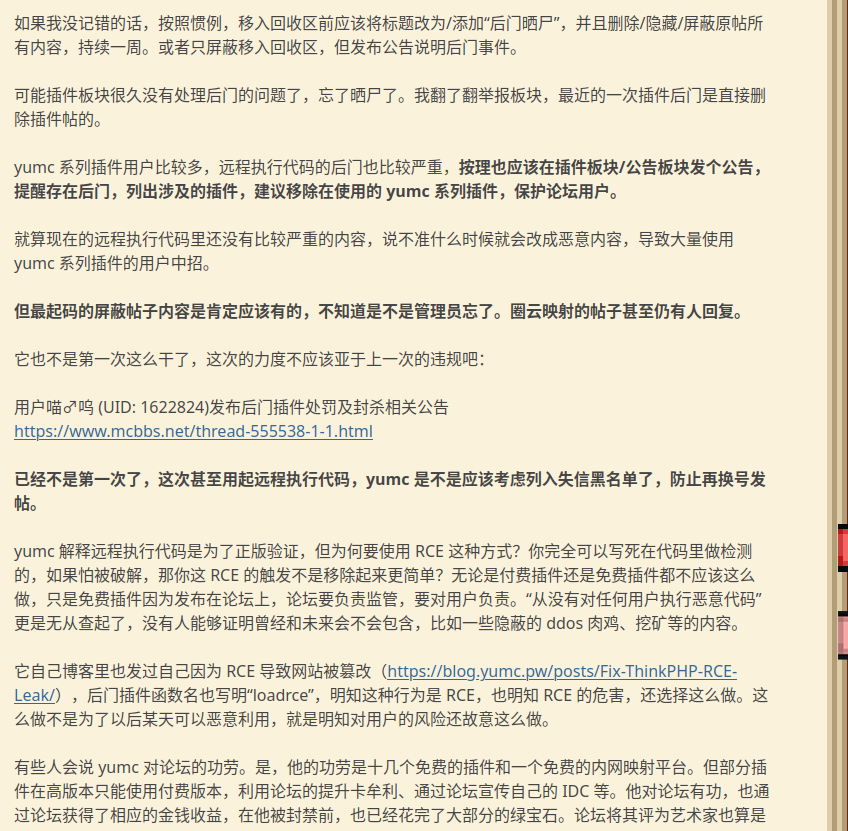 如果我没记错的话，按照惯例，移入回收区前应该将标题改为/添加“后门晒尸”，并且删除/隐藏/屏蔽原帖所
有内容，持续一周。或者只屏蔽移入回收区，但发布公告说明后门事件。
可能插件板块很久没有处理后门的问题了，忘了晒尸了。我翻了翻举报板块，最近的一次插件后门是直接删
除插件帖的。
yumc 系列插件用户比较多，远程执行代码的后门也比较严重，按理也应该在插件板块/公告板块发个公告，
提醒存在后门，列出涉及的插件，建议移除在使用的 yumc 系列插件，保护论坛用户。
就算现在的远程执行代码里还没有比较严重的内容，说不准什么时候就会改成恶意内容，导致大量使用
yumc 系列插件的用户中招。
但最起码的屏蔽帖子内容是肯定应该有的，不知道是不是管理员忘了。圈云映射的帖子甚至仍有人回复。
它也不是第一次这么干了，这次的力度不应该亚于上一次的违规吧：
用户喵♂呜 (UID: 1622824)发布后门插件处罚及封杀相关公告
https://www.mcbbs.net/thread-555538-1-1.html
已经不是第一次了，这次甚至用起远程执行代码，yumc 是不是应该考虑列入失信黑名单了，防止再换号发
帖。
yumc 解释远程执行代码是为了正版验证，但为何要使用 RCE 这种方式？你完全可以写死在代码里做检测
的，如果怕被破解，那你这 RCE 的触发不是移除起来更简单？无论是付费插件还是免费插件都不应该这么
做，只是免费插件因为发布在论坛上，论坛要负责监管，要对用户负责。“从没有对任何用户执行恶意代码”
更是无从查起了，没有人能够证明曾经和未来会不会包含，比如一些隐蔽的 ddos 肉鸡、挖矿等的内容。
它自己博客里也发过自己因为 RCE 导致网站被篡改（https://blog.yumc.pw/posts/Fix-ThinkPHP-RCE-
Leak/），后门插件函数名也写明“loadrce”，明知这种行为是 RCE，也明知 RCE 的危害，还选择这么做。这
么做不是为了以后某天可以恶意利用，就是明知对用户的风险还故意这么做。
有些人会说 yumc 对论坛的功劳。是，他的功劳是十几个免费的插件和一个免费的内网映射平台。但部分插
件在高版本只能使用付费版本，利用论坛的提升卡牟利、通过论坛宣传自己的 IDC 等。他对论坛有功，也通
过论坛获得了相应的金钱收益，在他被封禁前，也已经花完了大部分的绿宝石。论坛将其评为艺术家也算是